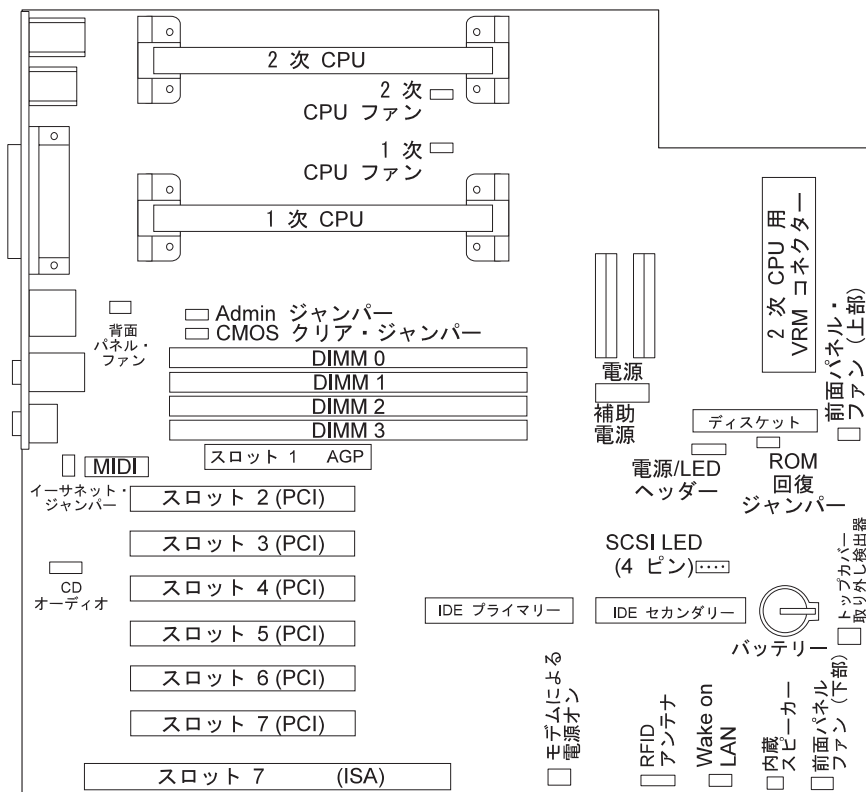 2 次 CPU
2 次
CPU ファン
1 次
CPU ファン
1 次 CPU
2 次 CPU 用
VRM コネクター
前面パネル・
ファン (上部)
背面
パネル・
ファン
Admin ジャンパー
CMOS クリア・ジャンパー
DIMM 0
DIMM 1
DIMM 2
DIMM 3
電源
補助
電源
ディスケット
スロット 1 AGP
MIDI
イーサネット・
ジャンパー
電源/LED
ヘッダー
ROM
回復
ジャンパー
スロット 2 (PCI)
スロット 3 (PCI)
スロット 4 (PCI)
スロット 5 (PCI)
スロット 6 (PCI)
スロット 7 (PCI)
スロット 7 (ISA)
CD
オーディオ
SCSI LED
(4 ピン)
トップカバー
取り外し検出器
IDE プライマリー
IDE セカンダリー
バッテリー
モデムによる
電源オン
RFID
アンテナ
Wake on
LAN
内蔵
スピーカー
前面パネル
ファン (下部)